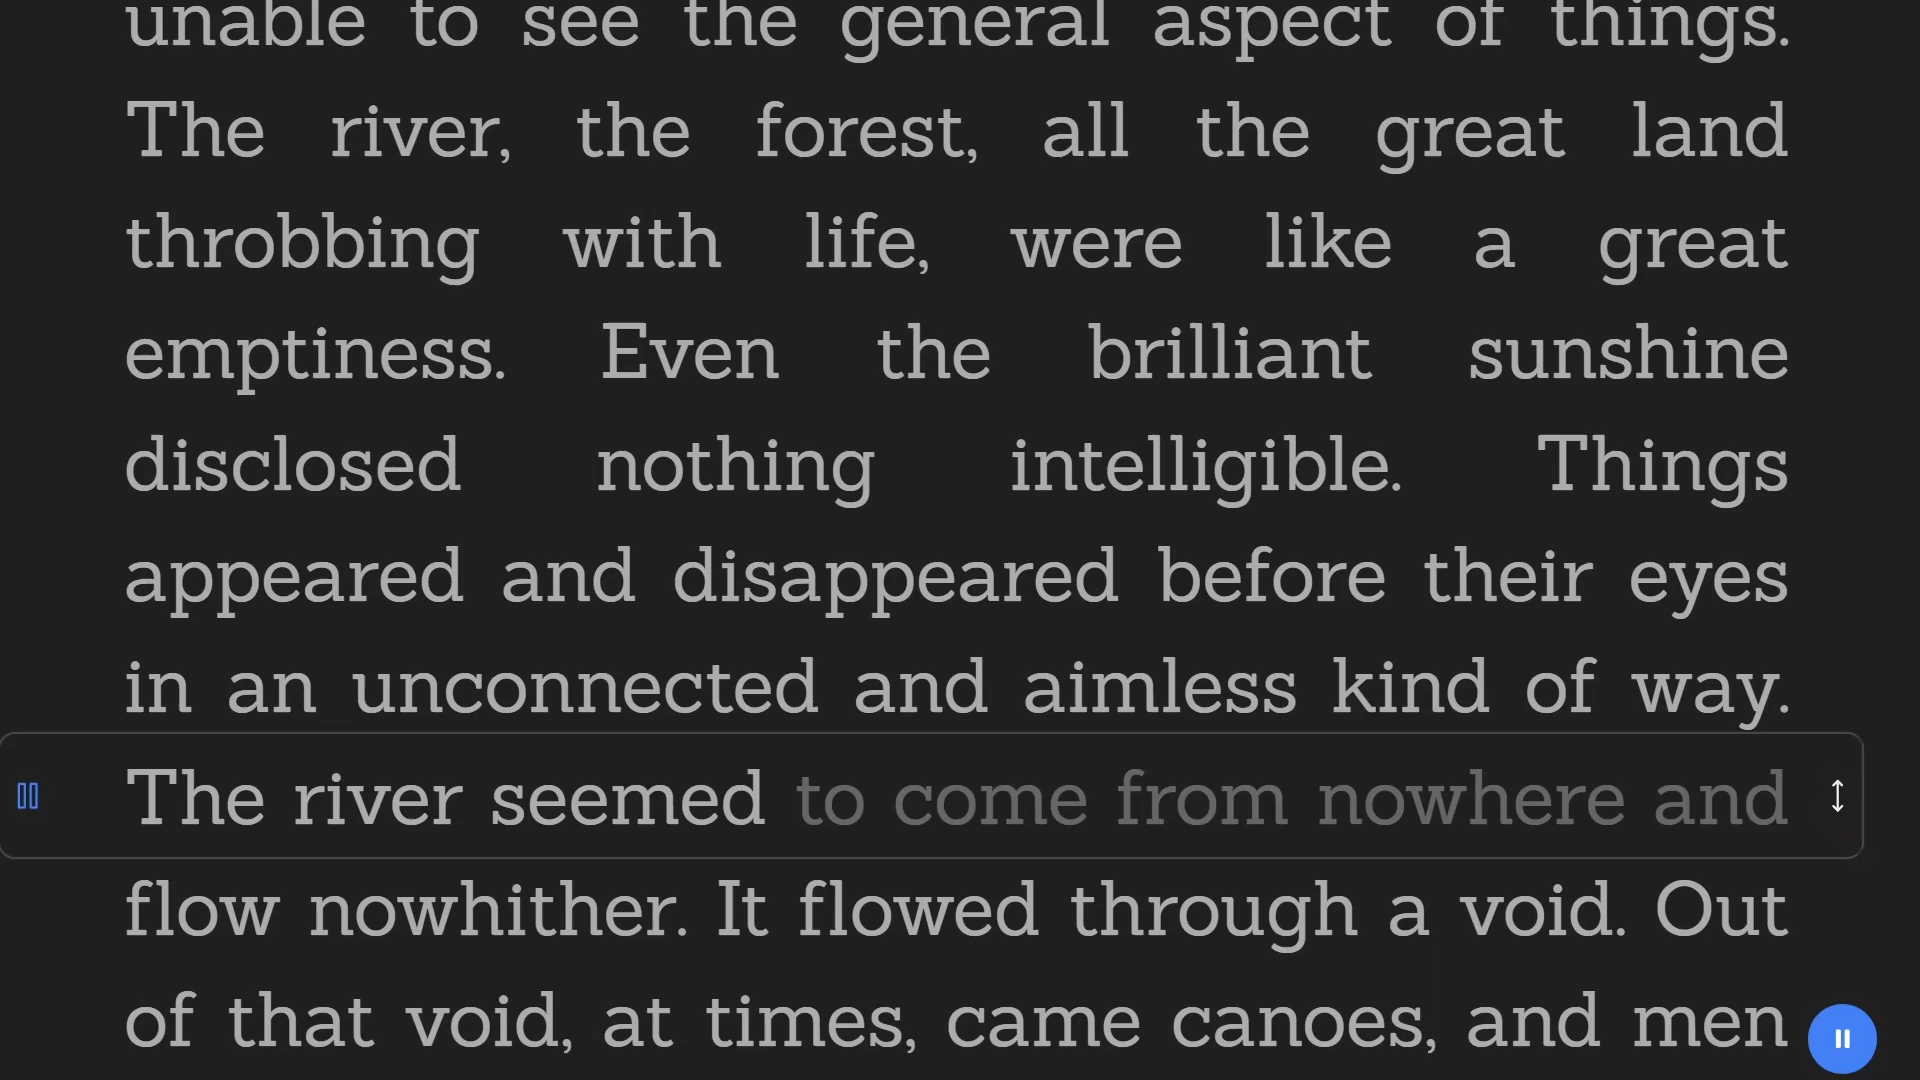 unable to see the general aspect of things.
The river, the forest, all the great land
throbbing with life, were like a great
emptiness. Even the brilliant sunshine
disclosed nothing intelligible. Things
appeared and disappeared before their eyes
in an unconnected and aimless kind of way.
The river seemed to come from nowhere and
flow nowhither. It flowed through a void. Out
of that void, at times, came canoes, and men